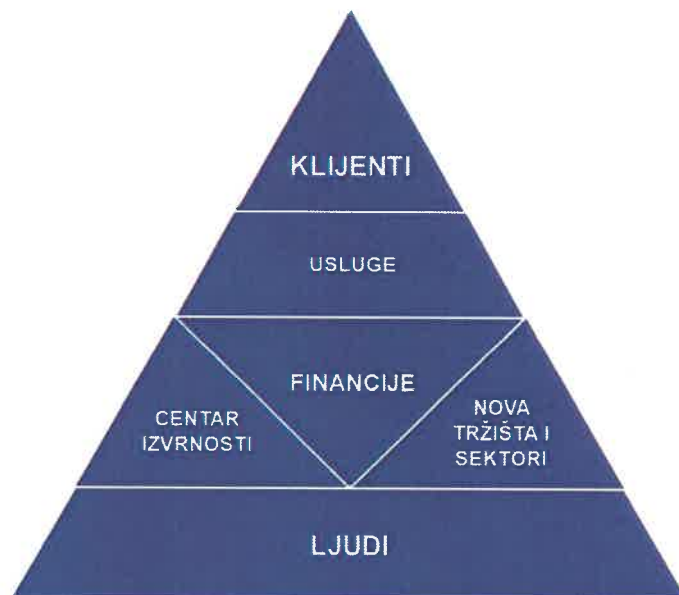 KLIJENTI
USLUGE
FINANCIJE
CENTAR
IZVRNOSTI
NOVA
TRŽIŠTA I
SEKTORI
LJUDI